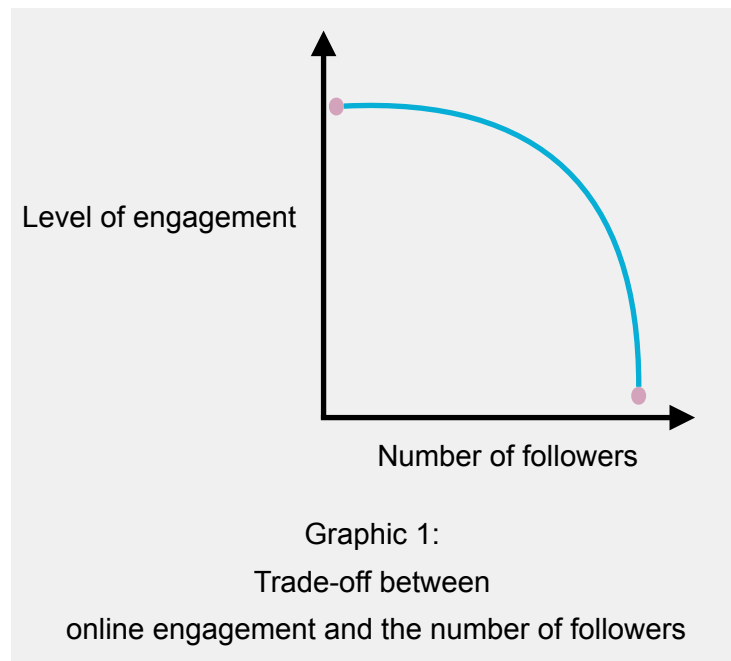 Level of engagement
Number of followers
Graphic 1:
Trade-off between
online engagement and the number of followers